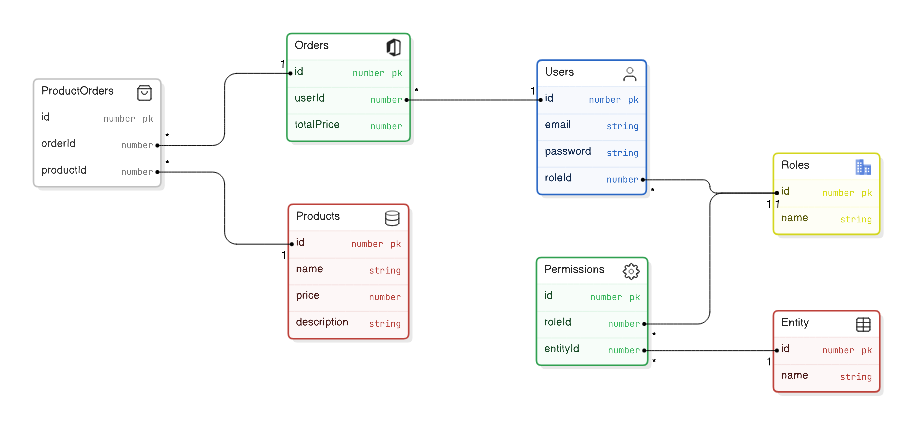 ProductOrders
id number pk
orderId number *
productId number *
Orders
1 id number pk
userId number *
totalPrice number
Products
1 id number pk
name string
price number
description string
Users
1 id number pk
email string
password string
roleId number *
Permissions
id number pk
roleId number *
entityId number *
Roles
1 1 id number pk
name string
Entity
1 id number pk
name string